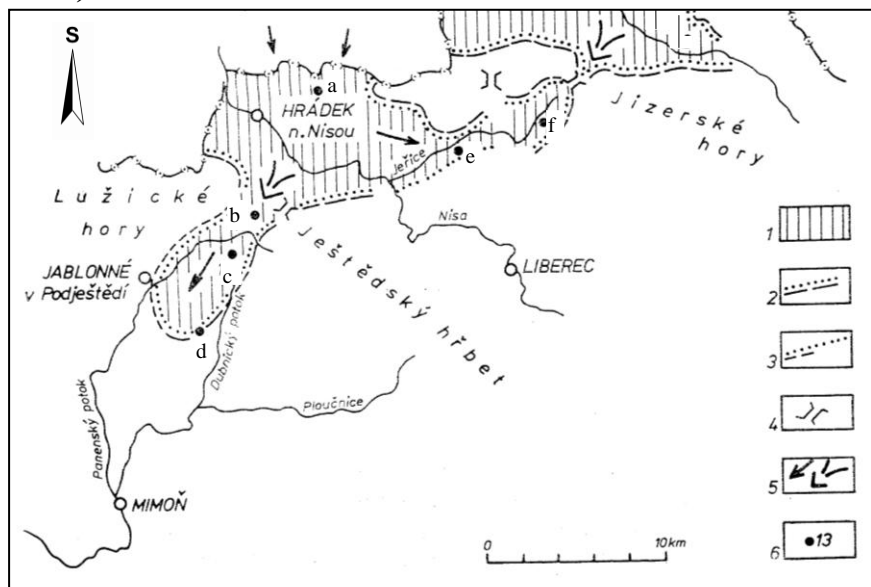 S
a
HRÁDEK
n. Nisou
f
e
Jeřice
Jizerské
hory
Lužické
hory
b
Nisa
1
JABLONNÉ
v Podještědí
c
LIBEREC
2
Ještědský hřbet
d
Dubnický potok
3
Panenský potok
Ploučnice
4
5
MIMOŇ
0 10km
6 13